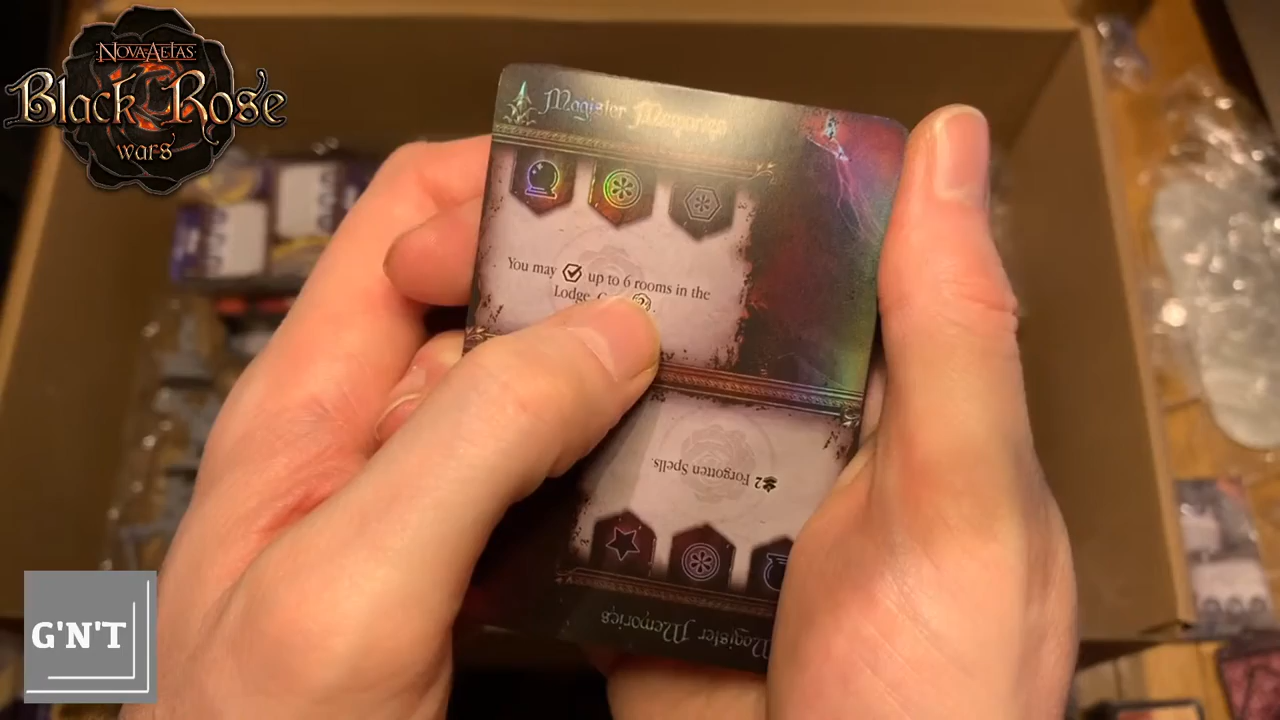 NOVA AETAS:
Black Rose
wars
Magister Memories
You may up to 6 rooms in the
Lodge.
2 Forgotten Spells.
Magister Memories
G'N'T